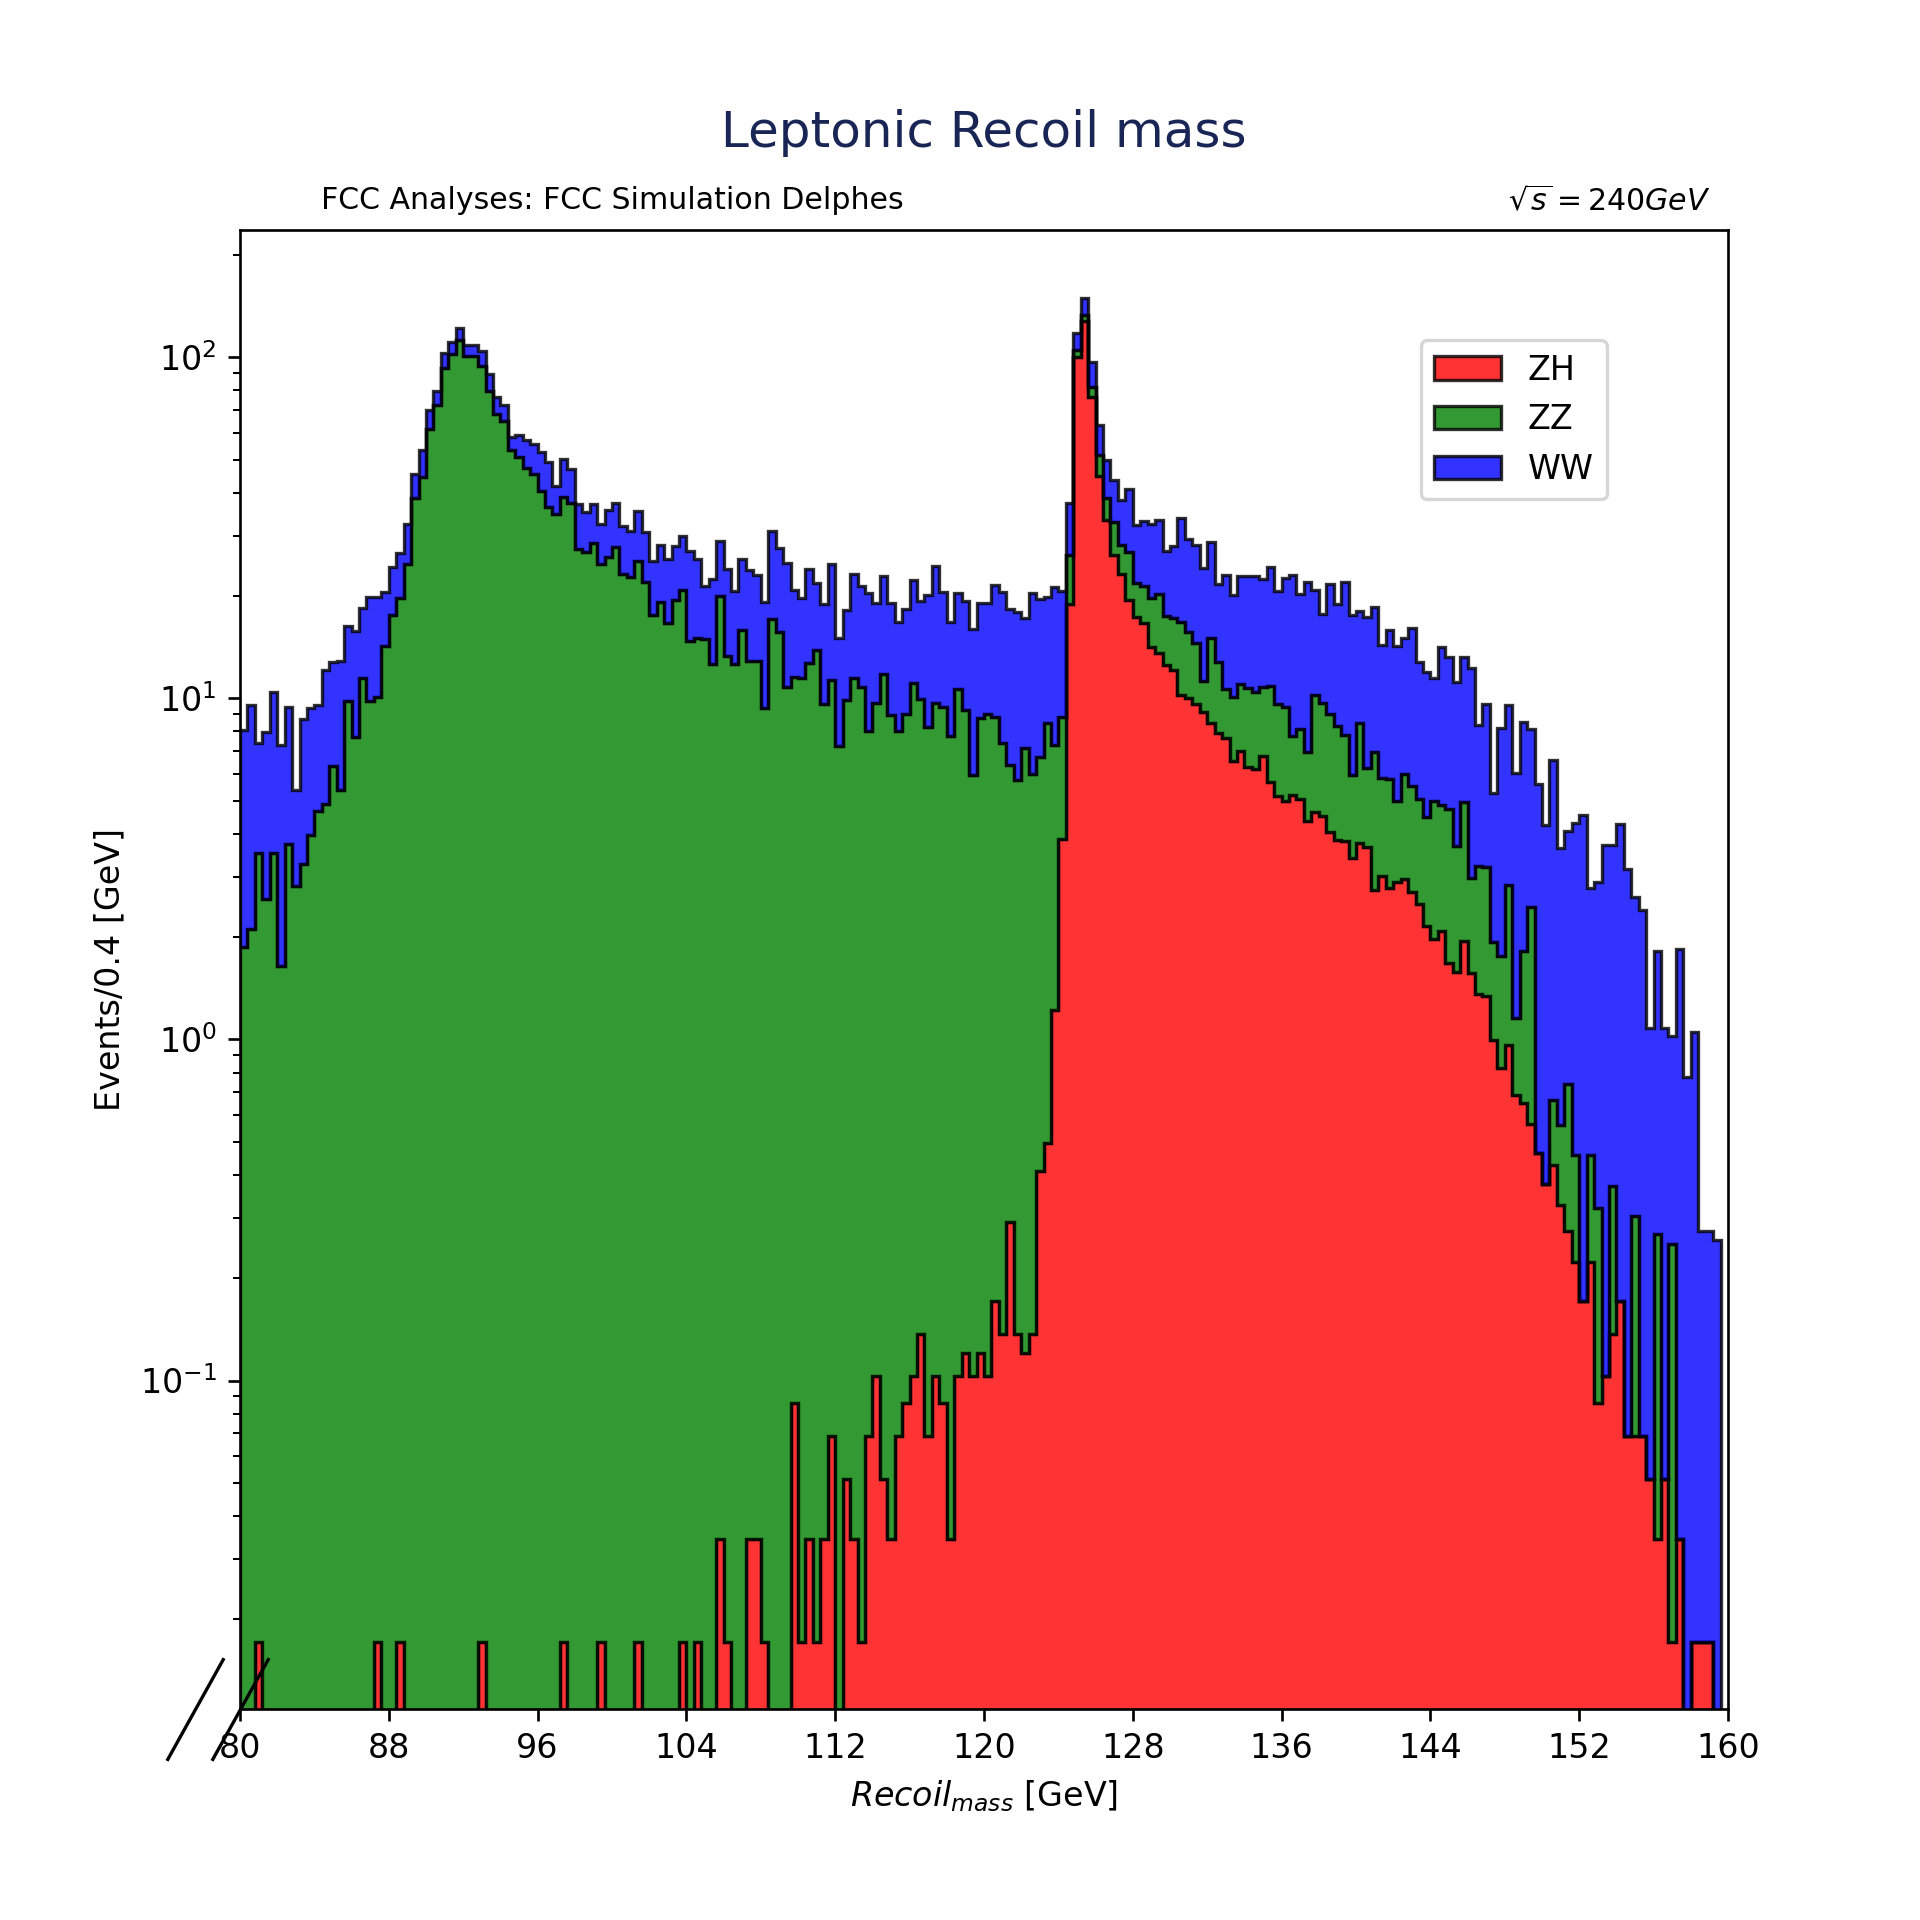 Leptonic Recoil mass
FCC Analyses: FCC Simulation Delphes
√s = 240GeV
ZH
ZZ
WW
Events/0.4 [GeV]
10²
10¹
10⁰
10⁻¹
80 88 96 104 112 120 128 136 144 152 160
Recoilₘₐₛₛ [GeV]